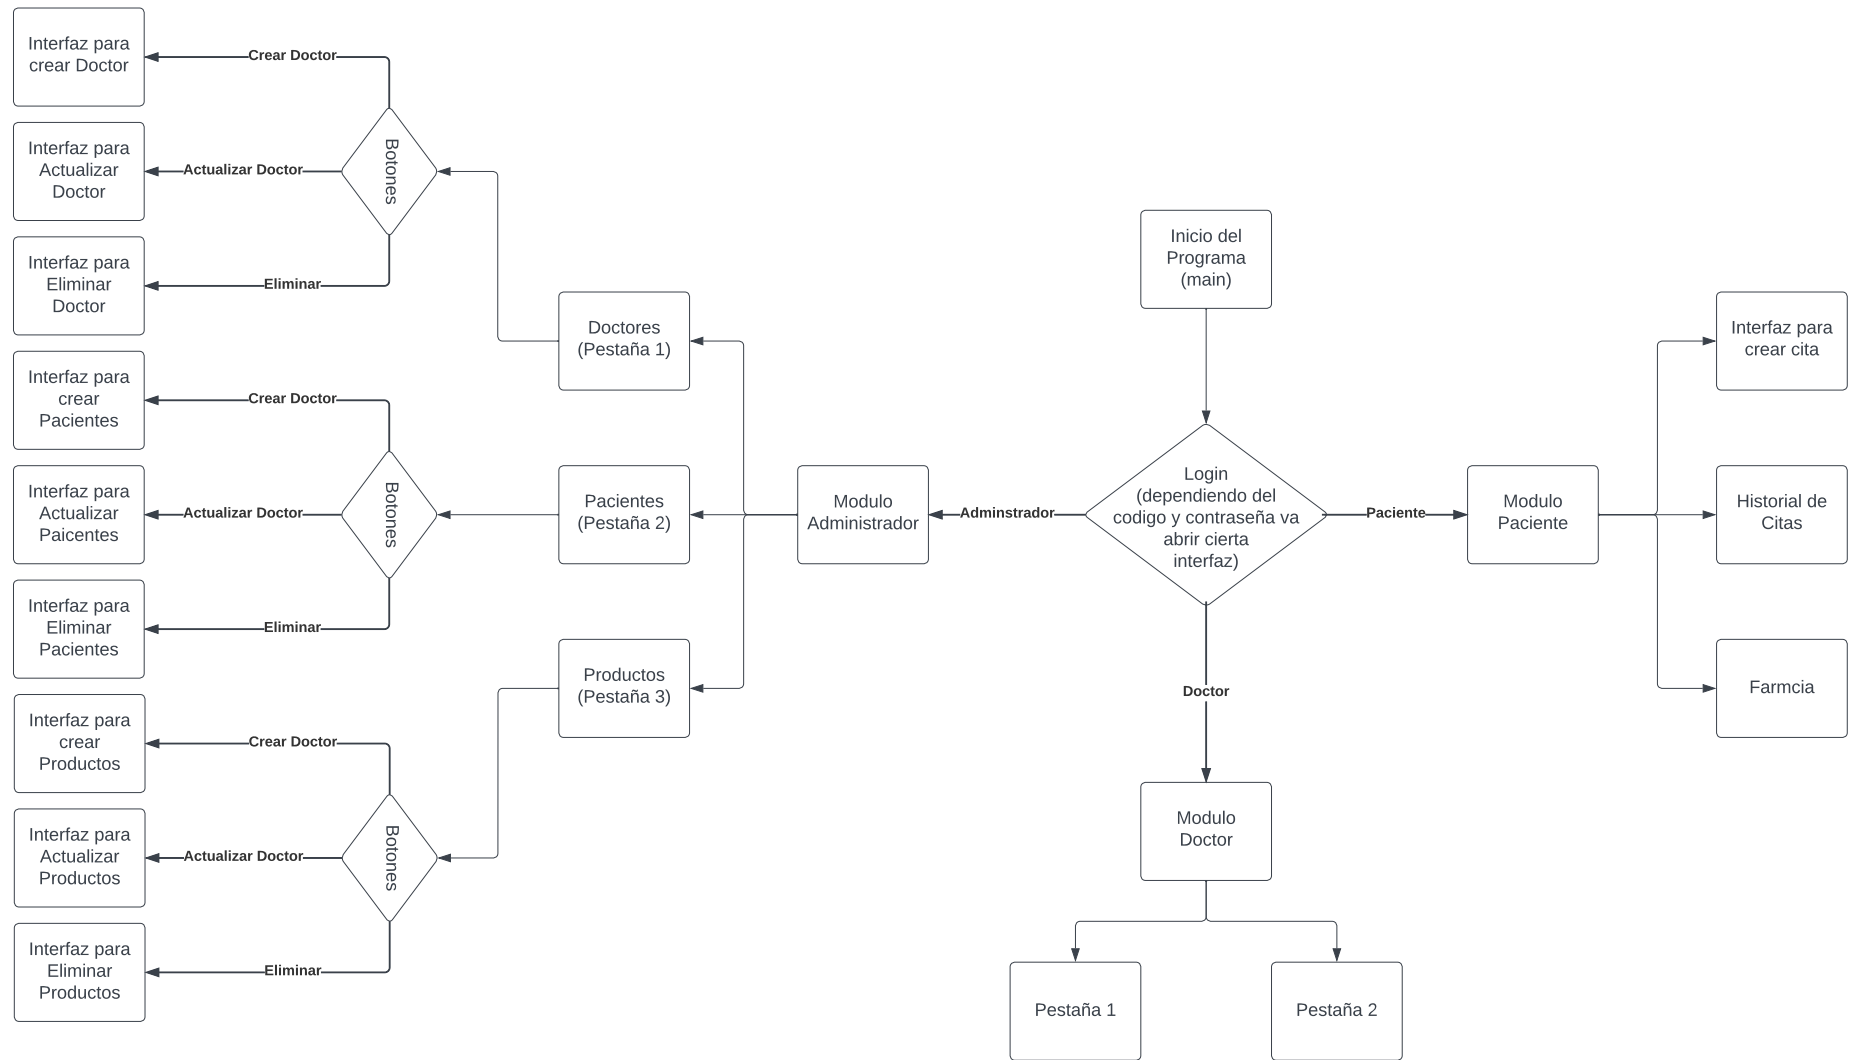 Interfaz para
crear Doctor
Crear Doctor
Interfaz para
Actualizar
Doctor
Actualizar Doctor
Botones
Interfaz para
Eliminar
Doctor
Eliminar
Doctores
(Pestaña 1)
Interfaz para
crear
Pacientes
Crear Doctor
Interfaz para
Actualizar
Paicentes
Actualizar Doctor
Botones
Pacientes
(Pestaña 2)
Interfaz para
Eliminar
Pacientes
Eliminar
Productos
(Pestaña 3)
Interfaz para
crear
Productos
Crear Doctor
Interfaz para
Actualizar
Productos
Actualizar Doctor
Botones
Interfaz para
Eliminar
Productos
Eliminar
Modulo
Administrador
Adminstrador
Inicio del
Programa
(main)
Login
(dependiendo del
codigo y contraseña va
abrir cierta
interfaz)
Paciente
Modulo
Paciente
Interfaz para
crear cita
Historial de
Citas
Farmcia
Doctor
Modulo
Doctor
Pestaña 1
Pestaña 2